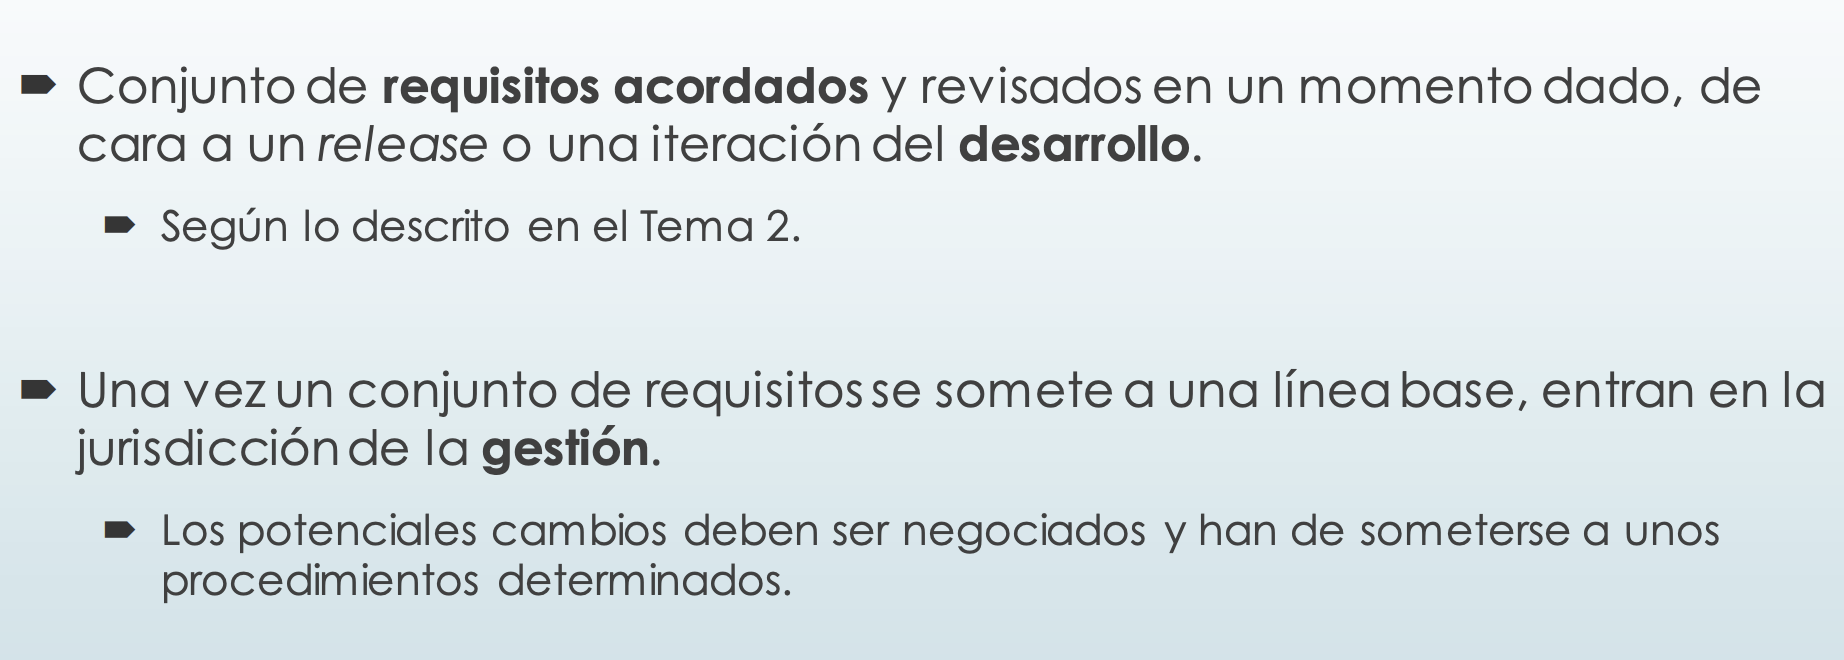 Conjunto de requisitos acordados y revisados en un momento dado, de
cara a un release o una iteración del desarrollo.
Según lo descrito en el Tema 2.
Una vez un conjunto de requisitos se somete a una línea base, entran en la
jurisdicción de la gestión.
Los potenciales cambios deben ser negociados y han de someterse a unos
procedimientos determinados.